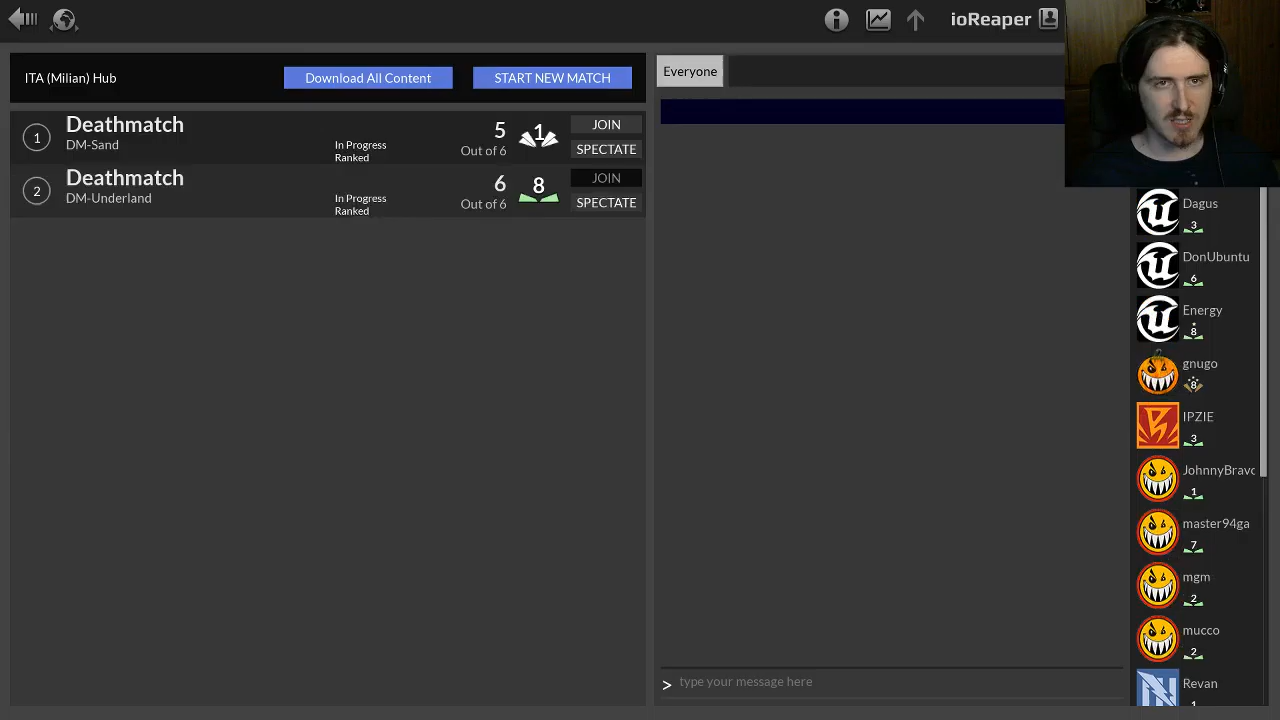 ioReaper
ITA (Milian) Hub
Download All Content
START NEW MATCH
1
Deathmatch
DM-Sand
In Progress
Ranked
5
Out of 6
1
JOIN
SPECTATE
2
Deathmatch
DM-Underland
In Progress
Ranked
6
Out of 6
8
JOIN
SPECTATE
Everyone
> type your message here
Dagus
3
DonUbuntu
6
Energy
8
gnugo
8
IPZIE
3
JohnnyBravo
1
master94ga
7
mgm
2
mucco
2
Revan
1